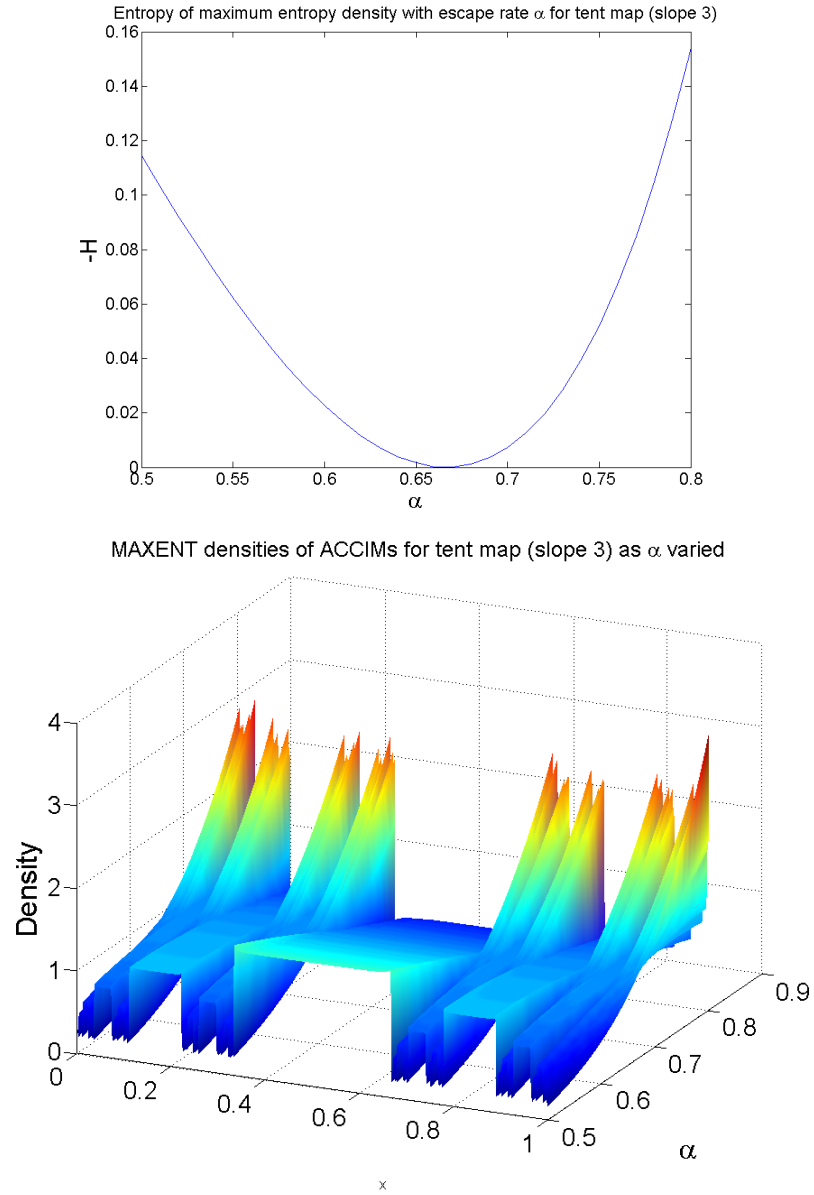 Entropy of maximum entropy density with escape rate α for tent map (slope 3)
0.16
0.14
0.12
0.1
0.08
0.06
0.04
0.02
0
-H
0.5 0.55 0.6 0.65 0.7 0.75 0.8
α
MAXENT densities of ACCIMs for tent map (slope 3) as α varied
4
3
2
1
0
Density
0 0.2 0.4 0.6 0.8 1
0.5 0.6 0.7 0.8 0.9
α
x